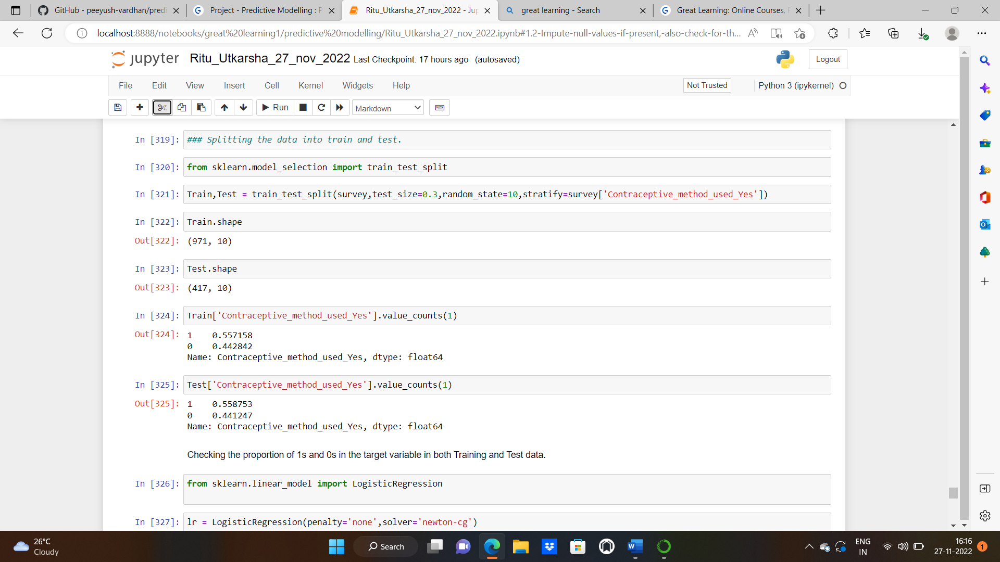 GitHub - peeyush-vardhan/predi
Project - Predictive Modelling : P
Ritu_Utkarsha_27_nov_2022 - Jup
great learning - Search
Great Learning: Online Courses,
localhost:8888/notebooks/great%20learning1/predictive%20modelling/Ritu_Utkarsha_27_nov_2022.ipynb#1.2-Impute-null-values-if-present,-also-check-for-th...
jupyter Ritu_Utkarsha_27_nov_2022 Last Checkpoint: 17 hours ago (autosaved)
Logout
File Edit View Insert Cell Kernel Widgets Help
Not Trusted
Python 3 (ipykernel)
Run
Markdown
In [319]: ### Splitting the data into train and test.
In [320]: from sklearn.model_selection import train_test_split
In [321]: Train,Test = train_test_split(survey,test_size=0.3,random_state=10,stratify=survey['Contraceptive_method_used_Yes'])
In [322]: Train.shape
Out[322]: (971, 10)
In [323]: Test.shape
Out[323]: (417, 10)
In [324]: Train['Contraceptive_method_used_Yes'].value_counts(1)
Out[324]: 1    0.557158
0    0.442842
Name: Contraceptive_method_used_Yes, dtype: float64
In [325]: Test['Contraceptive_method_used_Yes'].value_counts(1)
Out[325]: 1    0.558753
0    0.441247
Name: Contraceptive_method_used_Yes, dtype: float64
Checking the proportion of 1s and 0s in the target variable in both Training and Test data.
In [326]: from sklearn.linear_model import LogisticRegression
In [327]: lr = LogisticRegression(penalty='none',solver='newton-cg')
26°C
Cloudy
Search
ENG
IN
16:16
27-11-2022
1